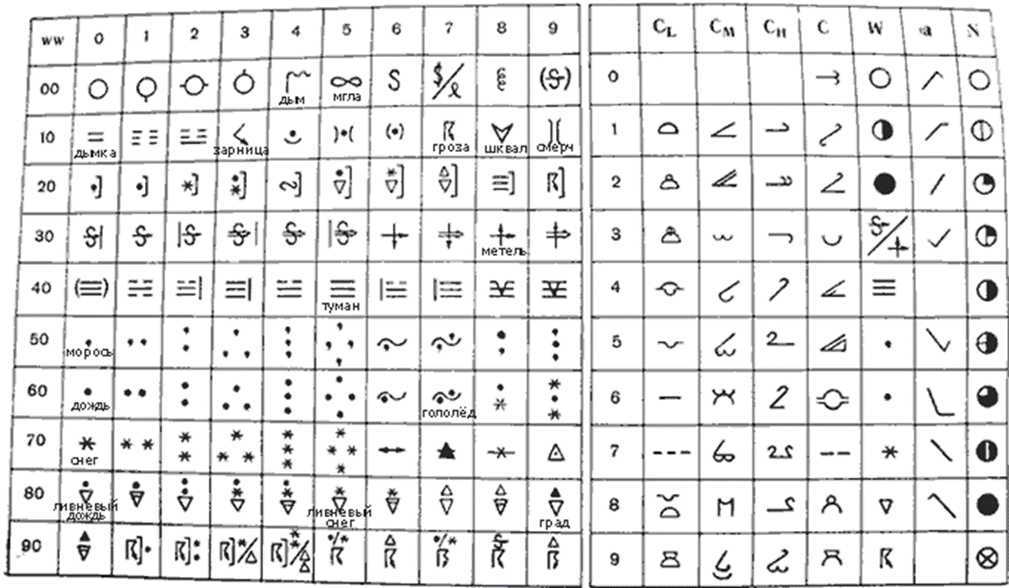 ww 0 1 2 3 4 5 6 7 8 9
00
дым мгла
10
дымка зарница гроза шквал смерч
20
30
метель
40
туман
50
морось
60
дождь гололёд
70
снег
80
ливневый дождь ливневый снег град
90
C_L C_M C_H C W a N
0
1
2
3
4
5
6
7
8
9